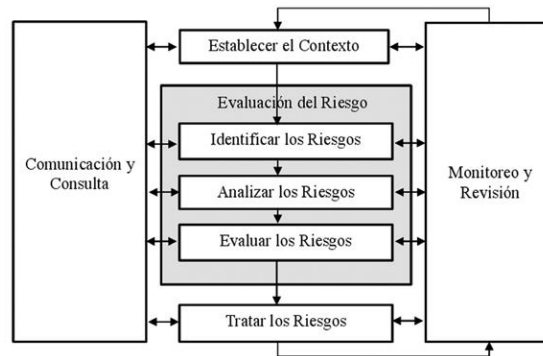 Establecer el Contexto
Evaluación del Riesgo
Identificar los Riesgos
Comunicación y
Consulta
Analizar los Riesgos
Monitoreo y
Revisión
Evaluar los Riesgos
Tratar los Riesgos